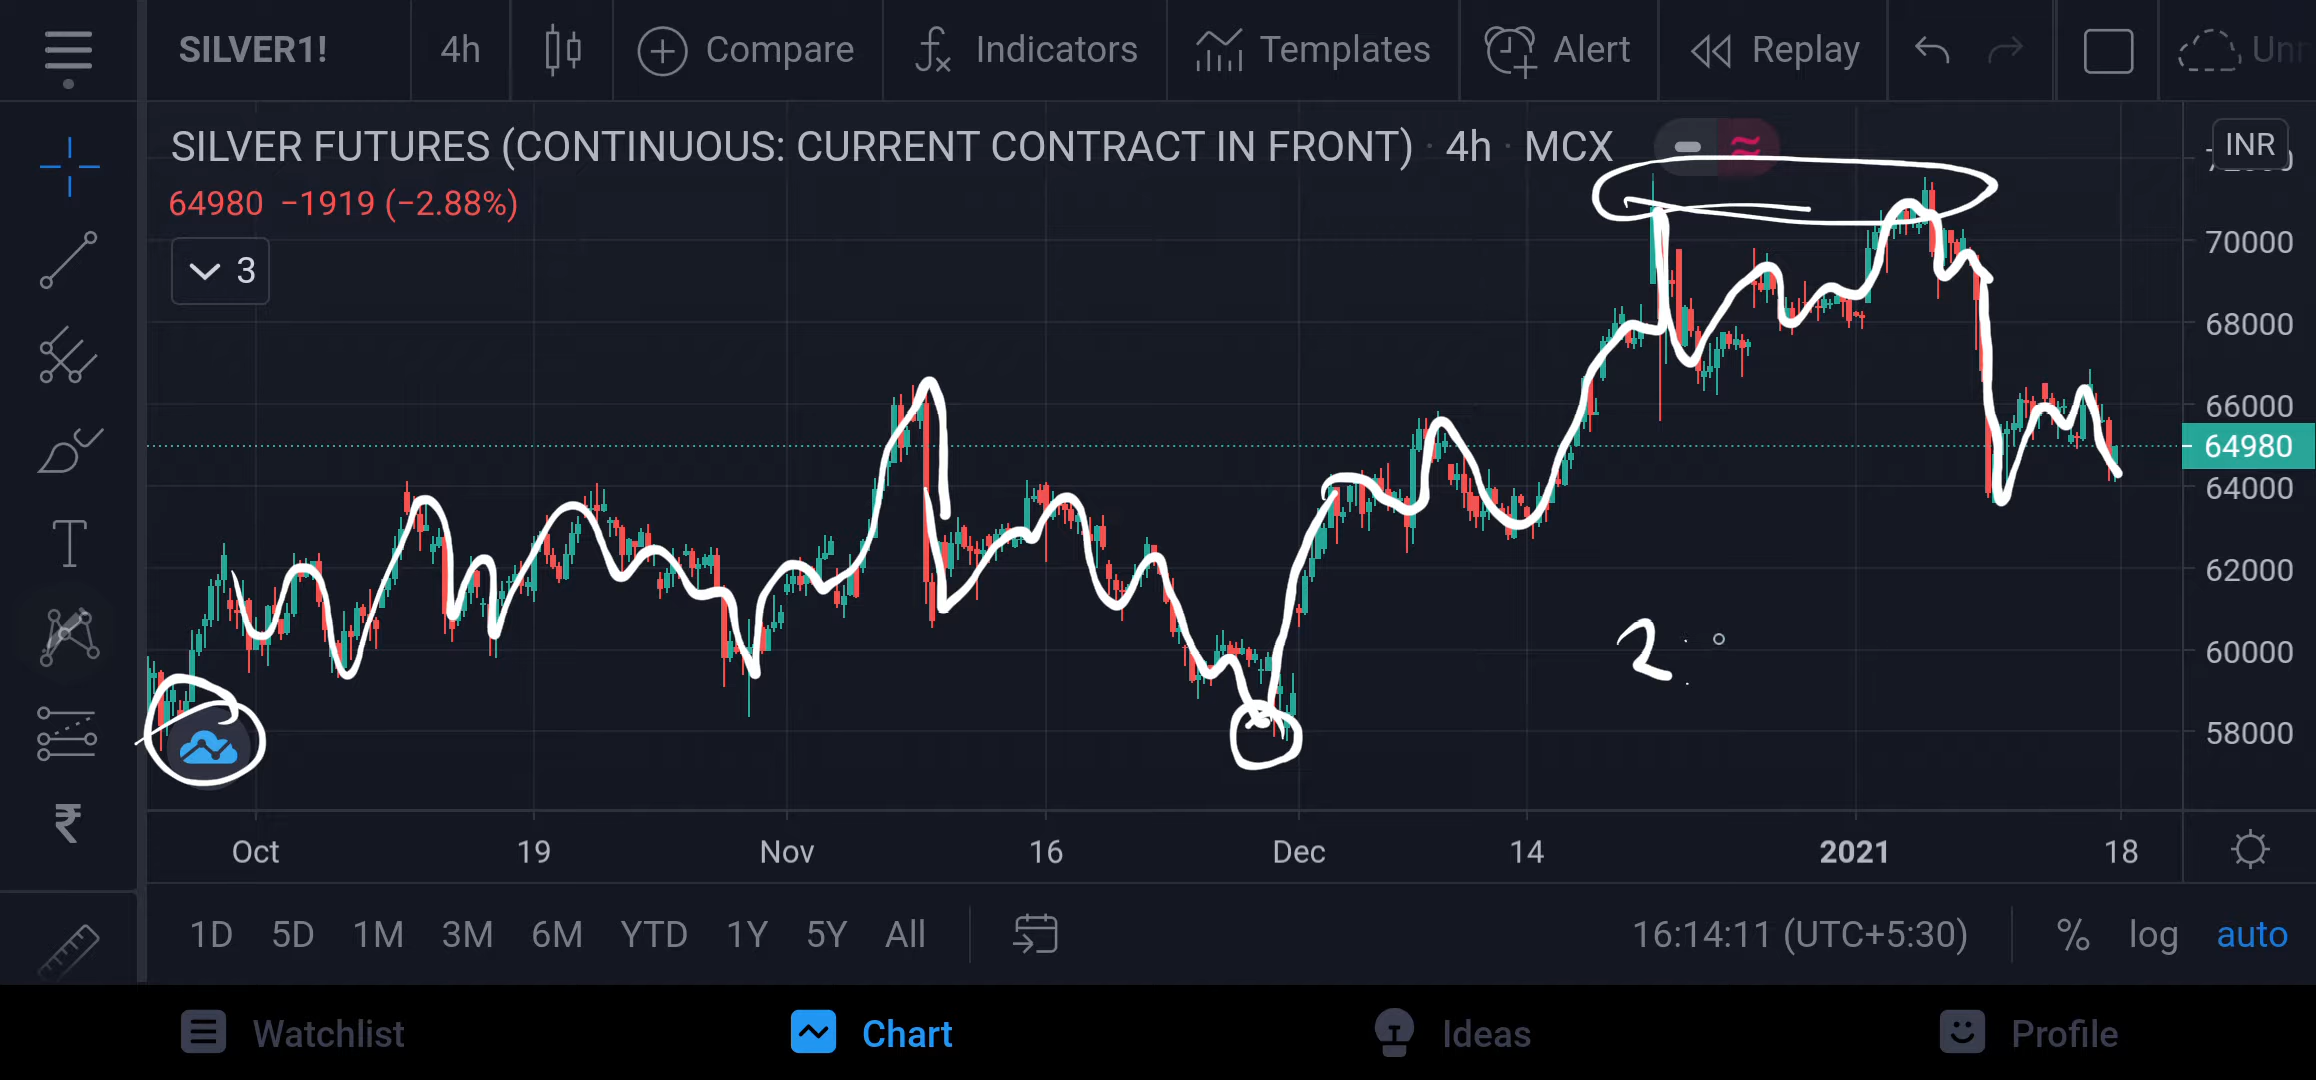 SILVER1! 4h Compare Indicators Templates Alert Replay
SILVER FUTURES (CONTINUOUS: CURRENT CONTRACT IN FRONT) · 4h · MCX
INR
64980 −1919 (−2.88%)
3
70000
68000
66000
64980
64000
62000
60000
58000
2
Oct 19 Nov 16 Dec 14 2021 18
1D 5D 1M 3M 6M YTD 1Y 5Y All 16:14:11 (UTC+5:30) % log auto
Watchlist Chart Ideas Profile